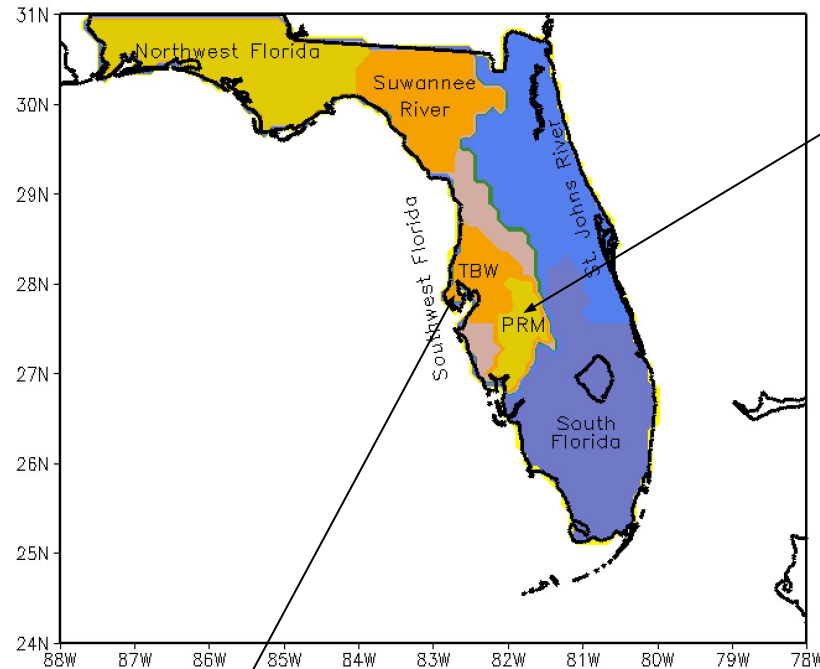 31N
30N
29N
28N
27N
26N
25N
24N
88W
87W
86W
85W
84W
83W
82W
81W
80W
79W
78W
Northwest Florida
Suwannee
River
St. Johns River
Southwest Florida
TBW
PRM
South
Florida